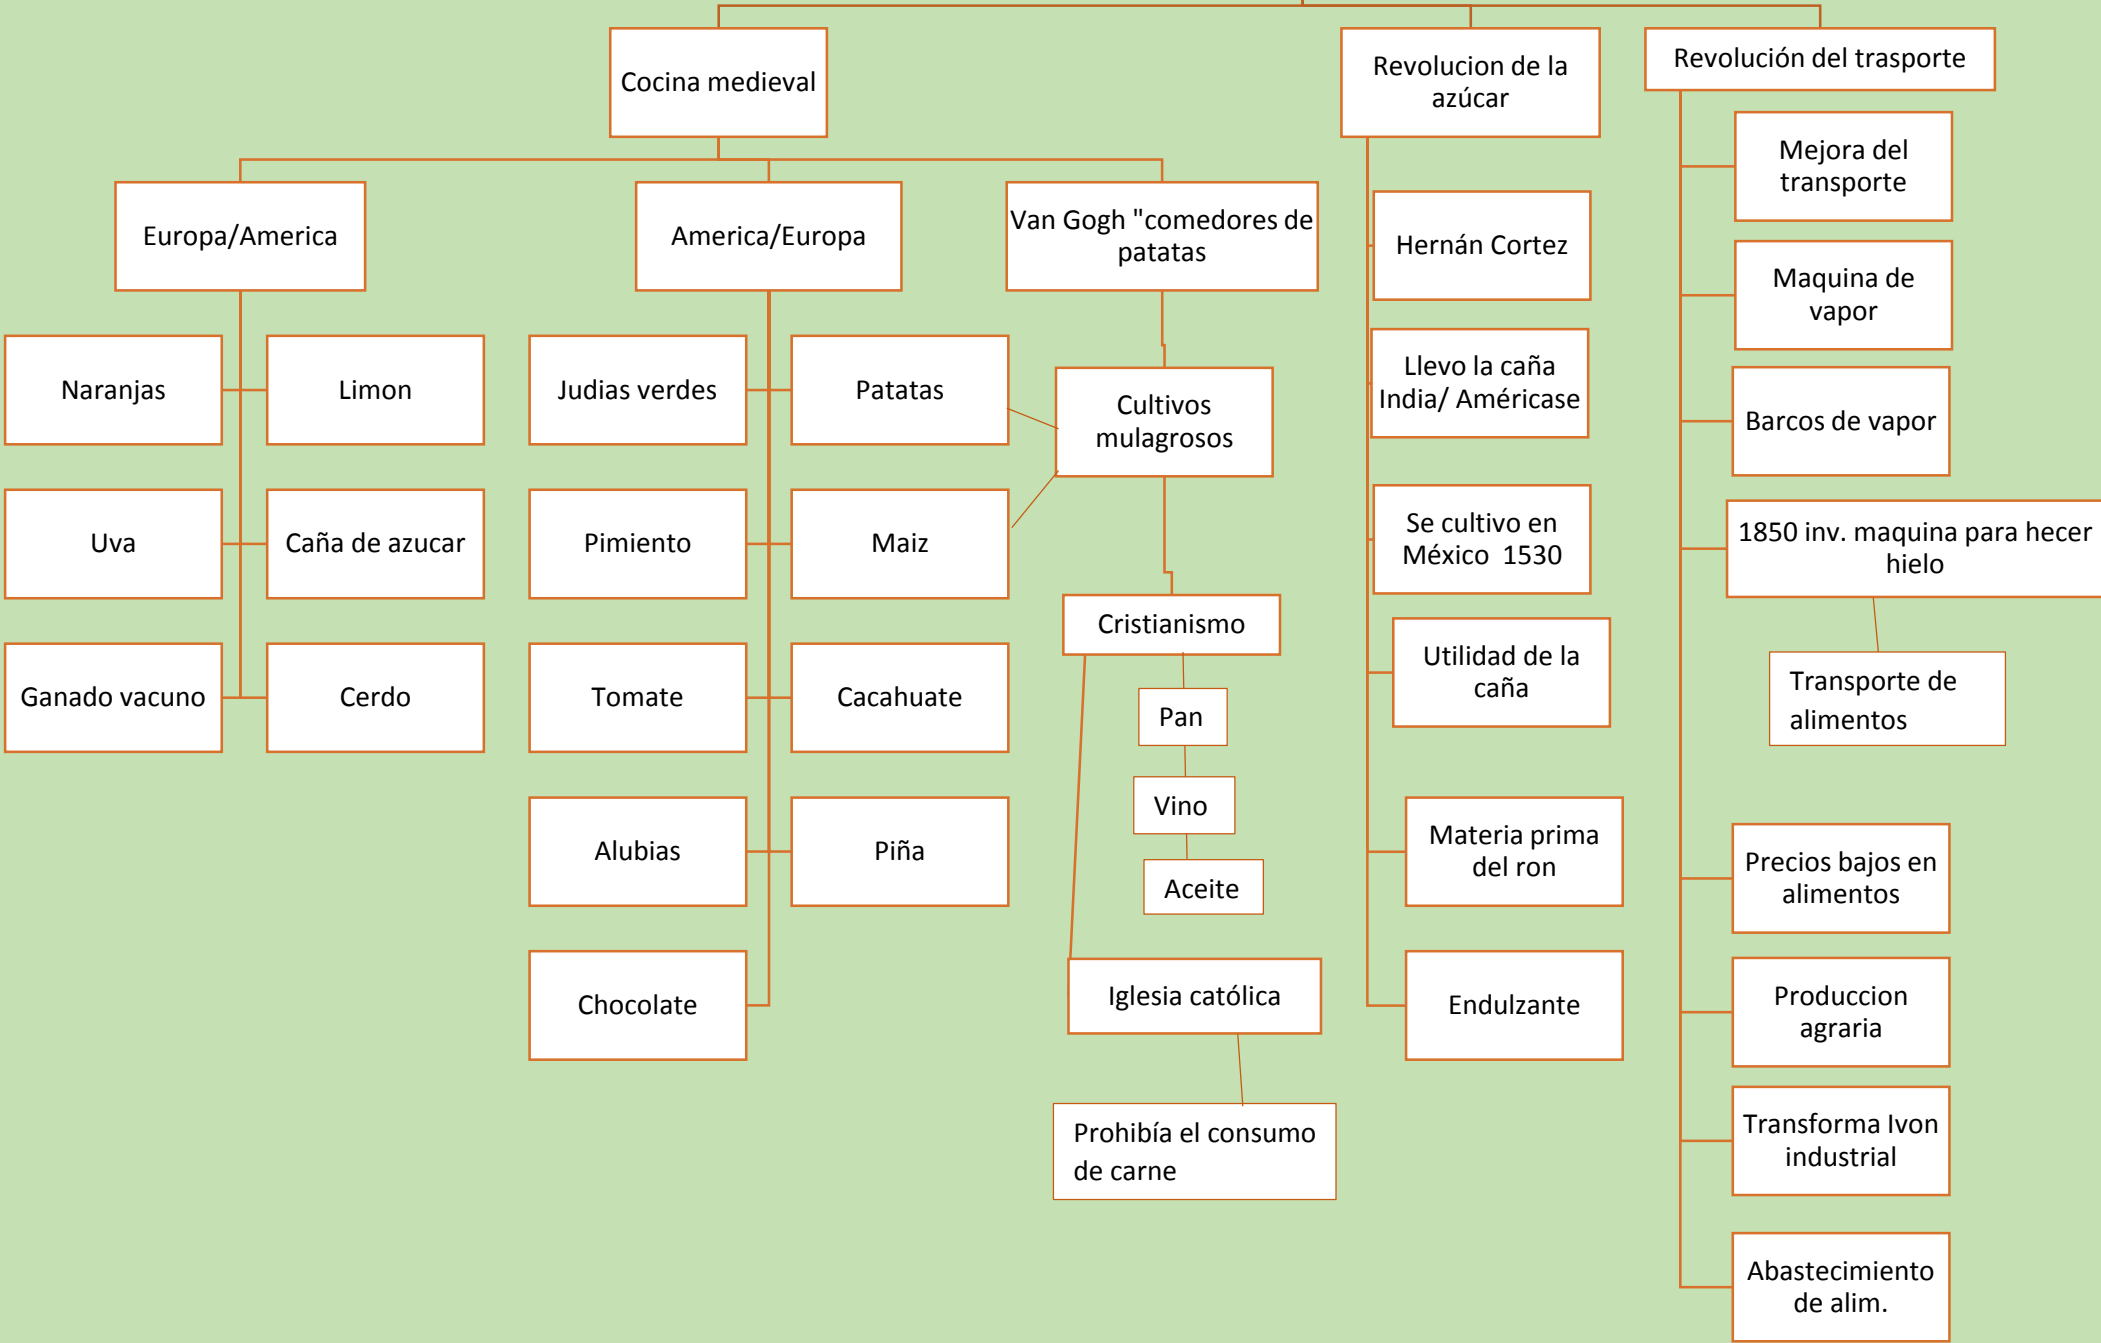 Cocina medieval
Europa/America
Naranjas
Limon
Uva
Caña de azucar
Ganado vacuno
Cerdo
America/Europa
Judias verdes
Patatas
Pimiento
Maiz
Tomate
Cacahuate
Alubias
Piña
Chocolate
Van Gogh "comedores de
patatas
Cultivos
mulagrosos
Cristianismo
Pan
Vino
Aceite
Iglesia católica
Prohibía el consumo
de carne
Revolucion de la
azúcar
Hernán Cortez
Llevo la caña
India/ Américase
Se cultivo en
México 1530
Utilidad de la
caña
Materia prima
del ron
Endulzante
Revolución del trasporte
Mejora del
transporte
Maquina de
vapor
Barcos de vapor
1850 inv. maquina para hecer
hielo
Transporte de
alimentos
Precios bajos en
alimentos
Produccion
agraria
Transforma Ivon
industrial
Abastecimiento
de alim.